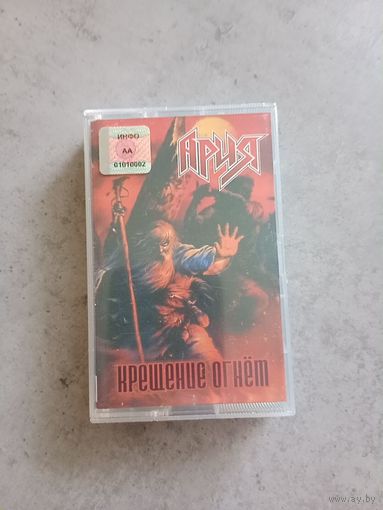 ИНФО
АА
01010002
АРИЯ
КРЕЩЕНИЕ ОГНЁМ
www.ay.by